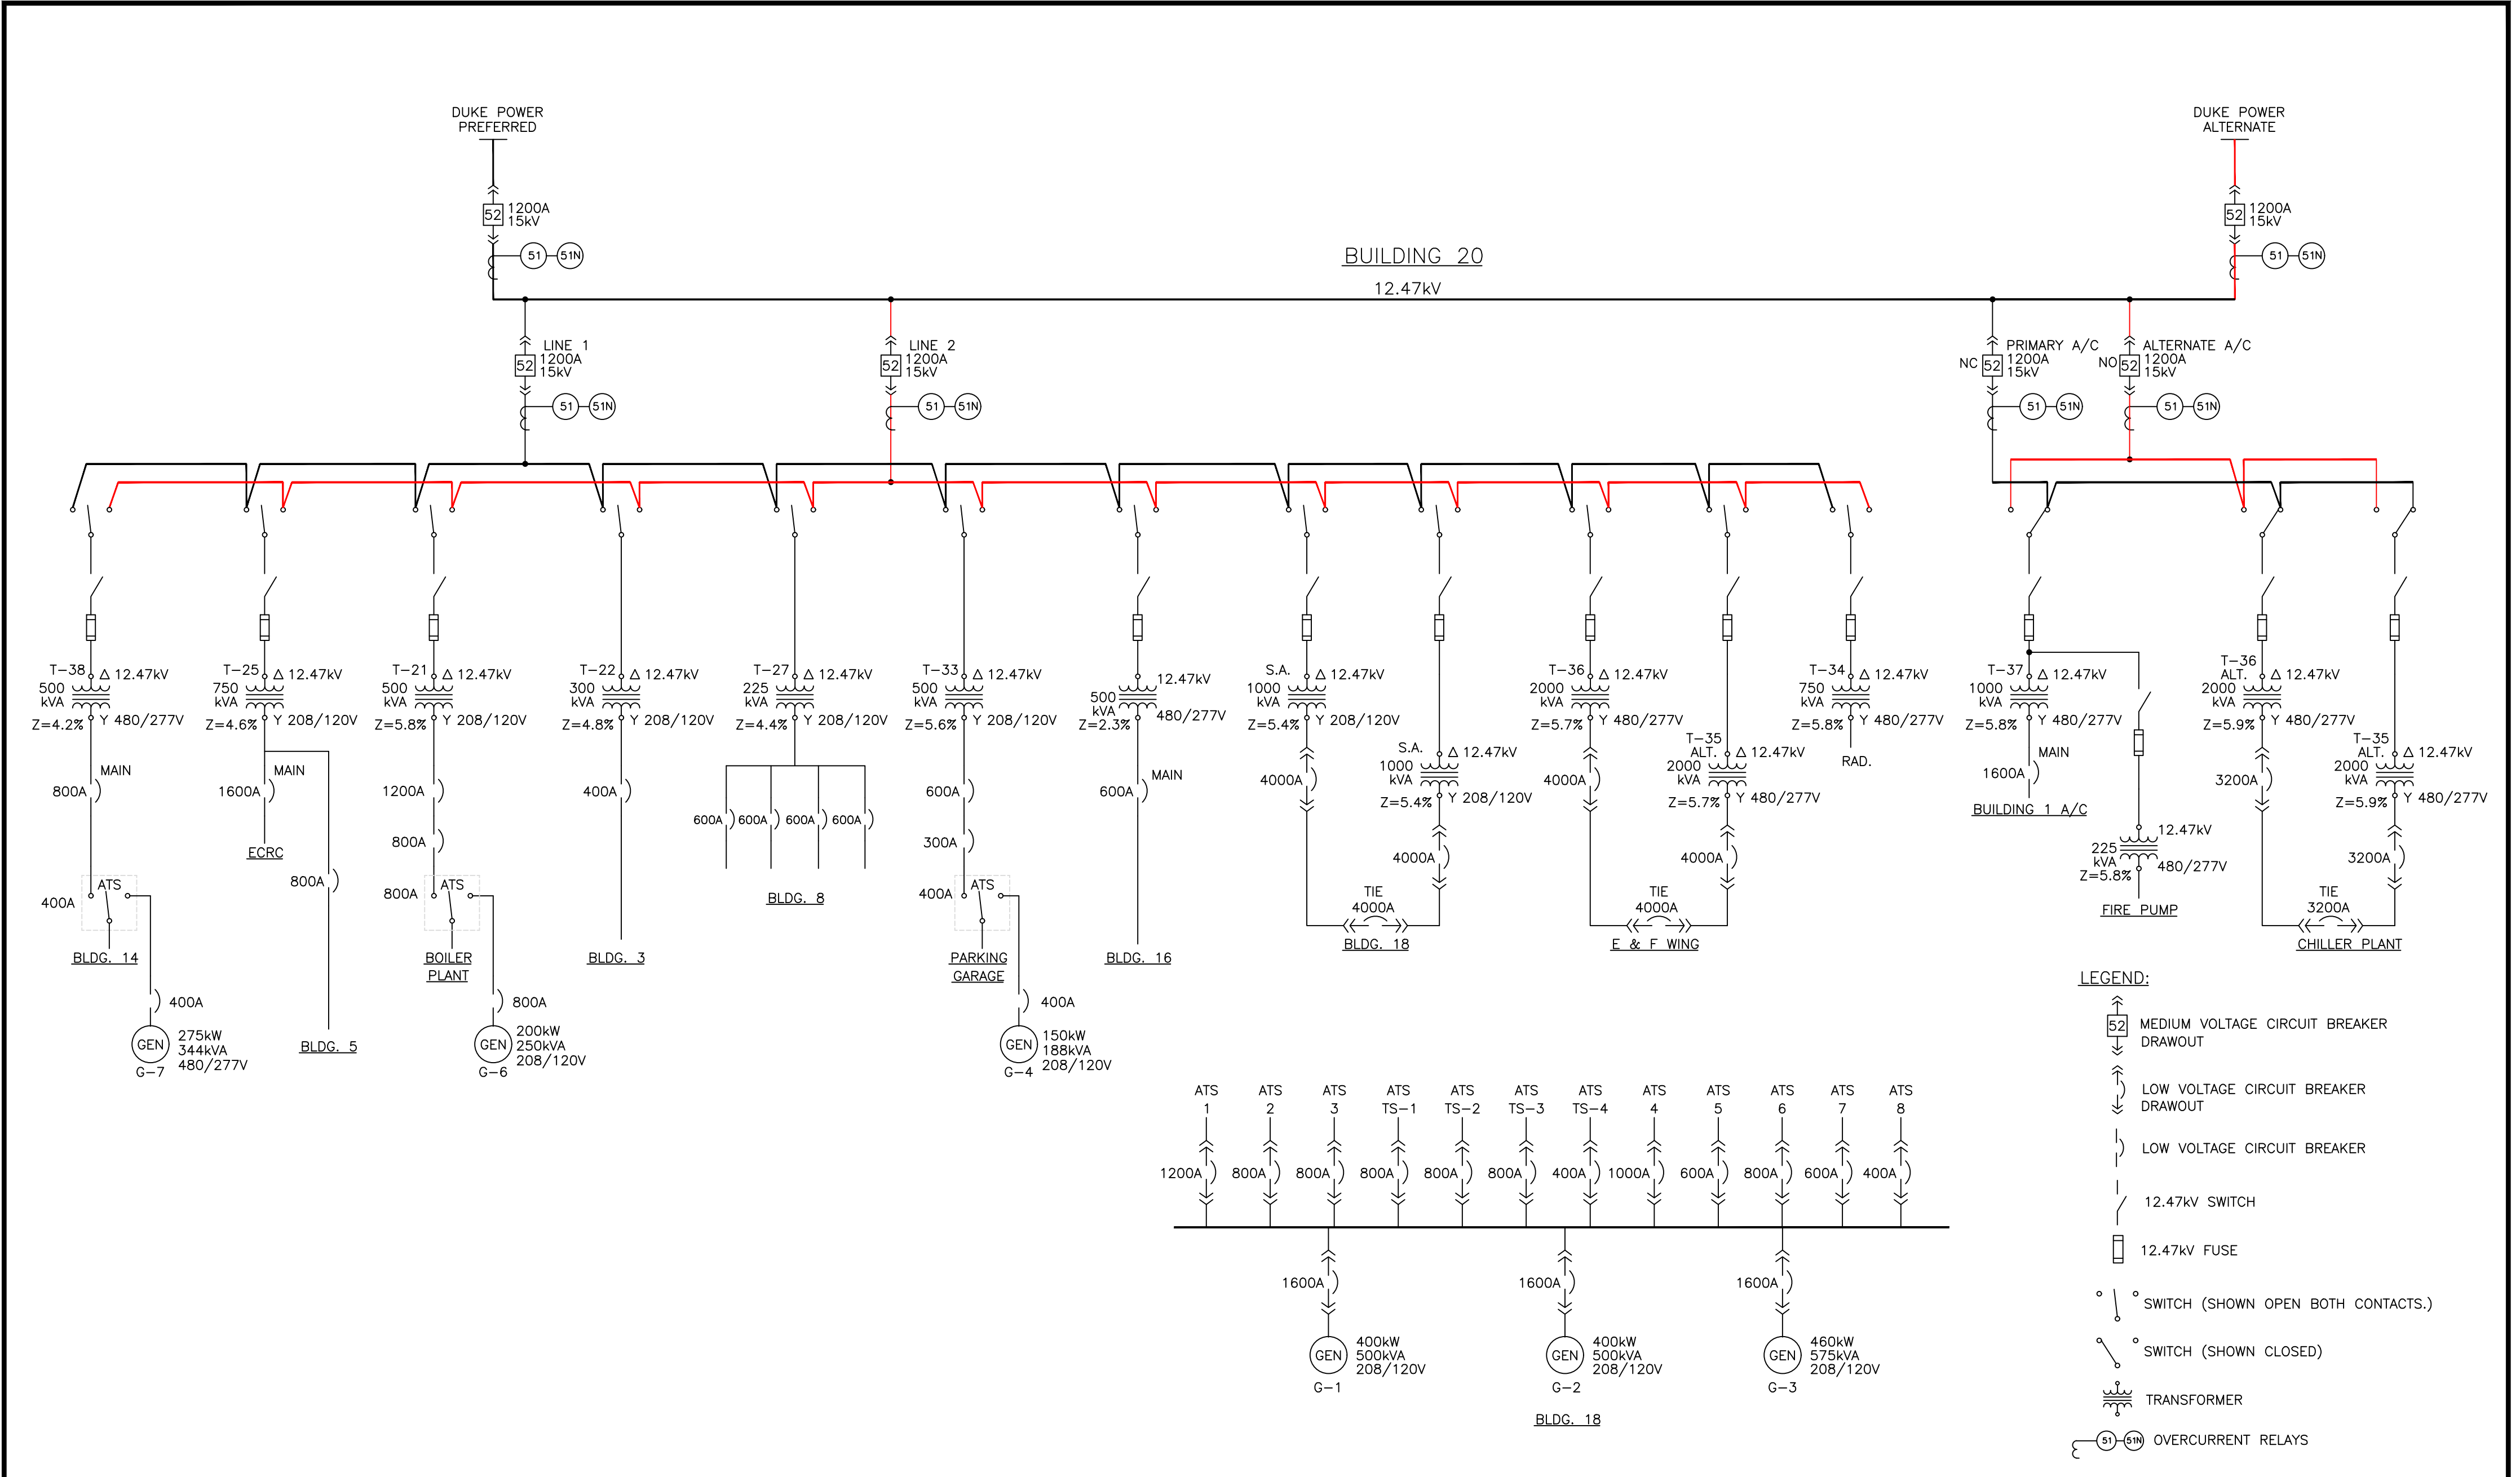 DUKE POWER
PREFERRED
DUKE POWER
ALTERNATE
52
1200A
15kV
51
51N
52
1200A
15kV
51
51N
BUILDING 20
12.47kV
LINE 1
52
1200A
15kV
51
51N
LINE 2
52
1200A
15kV
51
51N
PRIMARY A/C
NC
52
1200A
15kV
51
51N
ALTERNATE A/C
NO
52
1200A
15kV
51
51N
T-38
Δ 12.47kV
500
kVA
Z=4.2%
Y 480/277V
MAIN
800A
ATS
400A
BLDG. 14
400A
GEN
275kW
344kVA
480/277V
G-7
T-25
Δ 12.47kV
750
kVA
Z=4.6%
Y 208/120V
MAIN
1600A
ECRC
800A
BLDG. 5
T-21
Δ 12.47kV
500
kVA
Z=5.8%
Y 208/120V
1200A
800A
ATS
800A
BOILER
PLANT
800A
GEN
200kW
250kVA
208/120V
G-6
T-22
Δ 12.47kV
300
kVA
Z=4.8%
Y 208/120V
400A
BLDG. 3
T-27
Δ 12.47kV
225
kVA
Z=4.4%
Y 208/120V
600A
600A
600A
600A
BLDG. 8
T-33
Δ 12.47kV
500
kVA
Z=5.6%
Y 208/120V
600A
300A
ATS
400A
PARKING
GARAGE
400A
GEN
150kW
188kVA
208/120V
G-4
12.47kV
500
kVA
Z=2.3%
480/277V
MAIN
600A
BLDG. 16
S.A.
Δ 12.47kV
1000
kVA
Z=5.4%
Y 208/120V
4000A
S.A.
Δ 12.47kV
1000
kVA
Z=5.4%
Y 208/120V
4000A
TIE
4000A
BLDG. 18
T-36
Δ 12.47kV
2000
kVA
Z=5.7%
Y 480/277V
4000A
T-35
ALT.
Δ 12.47kV
2000
kVA
Z=5.7%
Y 480/277V
4000A
TIE
4000A
E & F WING
T-34
Δ 12.47kV
750
kVA
Z=5.8%
Y 480/277V
RAD.
T-37
Δ 12.47kV
1000
kVA
Z=5.8%
Y 480/277V
MAIN
1600A
BUILDING 1 A/C
12.47kV
225
kVA
Z=5.8%
480/277V
FIRE PUMP
T-36
ALT.
Δ 12.47kV
2000
kVA
Z=5.9%
Y 480/277V
3200A
T-35
ALT.
Δ 12.47kV
2000
kVA
Z=5.9%
Y 480/277V
3200A
TIE
3200A
CHILLER PLANT
ATS
1
ATS
2
ATS
3
ATS
TS-1
ATS
TS-2
ATS
TS-3
ATS
TS-4
ATS
4
ATS
5
ATS
6
ATS
7
ATS
8
1200A
800A
800A
800A
800A
800A
400A
1000A
600A
800A
600A
400A
1600A
1600A
1600A
GEN
400kW
500kVA
208/120V
G-1
GEN
400kW
500kVA
208/120V
G-2
GEN
460kW
575kVA
208/120V
G-3
BLDG. 18
LEGEND:
52
MEDIUM VOLTAGE CIRCUIT BREAKER
DRAWOUT
LOW VOLTAGE CIRCUIT BREAKER
DRAWOUT
LOW VOLTAGE CIRCUIT BREAKER
12.47kV SWITCH
12.47kV FUSE
SWITCH (SHOWN OPEN BOTH CONTACTS.)
SWITCH (SHOWN CLOSED)
TRANSFORMER
51
51N
OVERCURRENT RELAYS